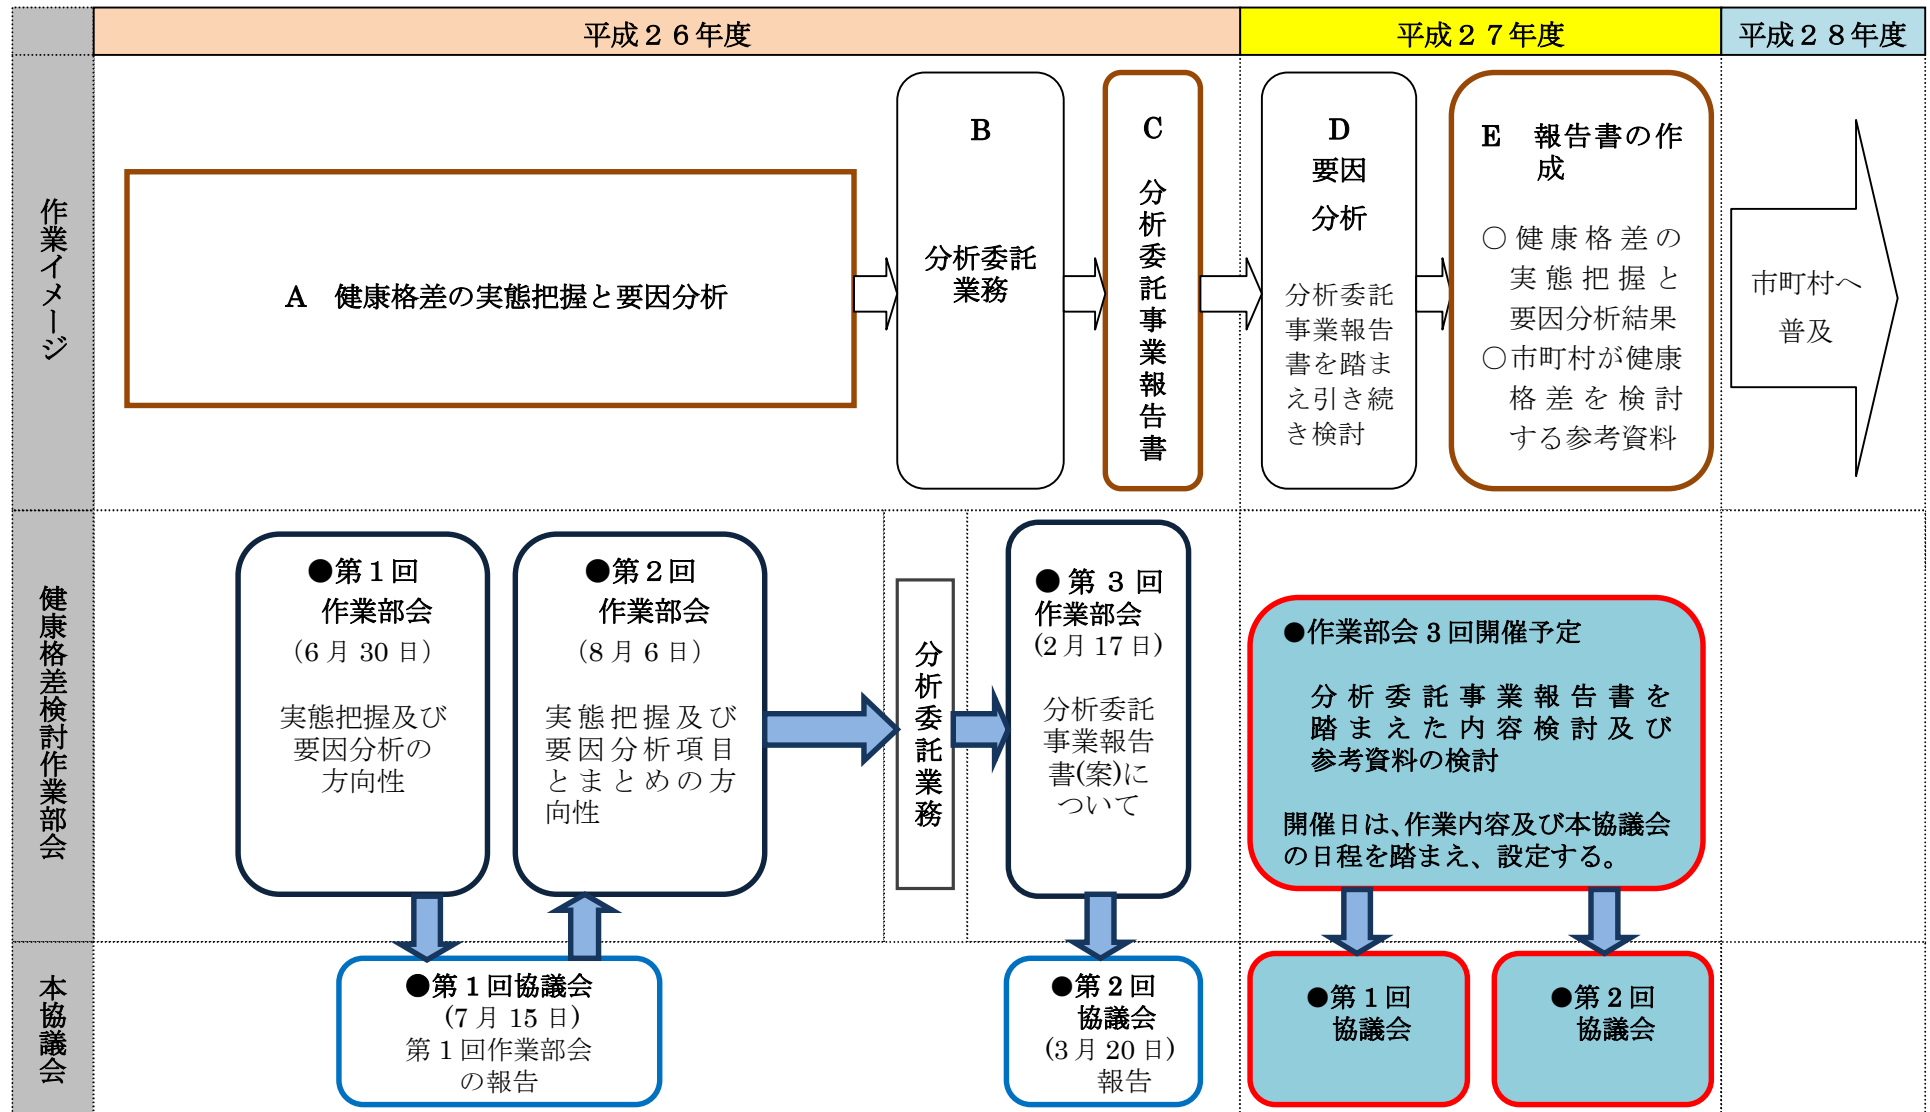 平成２６年度
平成２７年度
平成２８年度
作業イメージ
A　健康格差の実態把握と要因分析
B
分析委託
業務
C
分析委託事業報告書
D
要因
分析
分析委託
事業報告
書を踏ま
え引き続
き検討
E　報告書の作
成
○健康格差の
実態把握と
要因分析結果
○市町村が健康
格差を検討
する参考資料
市町村へ
普及
健康格差検討作業部会
●第１回
作業部会
（6 月 30 日）
実態把握及び
要因分析の
方向性
●第２回
作業部会
（8 月 6 日）
実態把握及び
要因分析項目
とまとめの方
向性
分析委託業務
●第 3 回
作業部会
(2 月 17 日)
分析委託
事業報告
書(案)に
ついて
●作業部会 3 回開催予定
分析委託事業報告書を
踏まえた内容検討及び
参考資料の検討
開催日は、作業内容及び本協議会
の日程を踏まえ、設定する。
本協議会
●第 1 回協議会
(7 月 15 日)
第 1 回作業部会
の報告
●第 2 回
協議会
(3 月 20 日)
報告
●第 1 回
協議会
●第 2 回
協議会